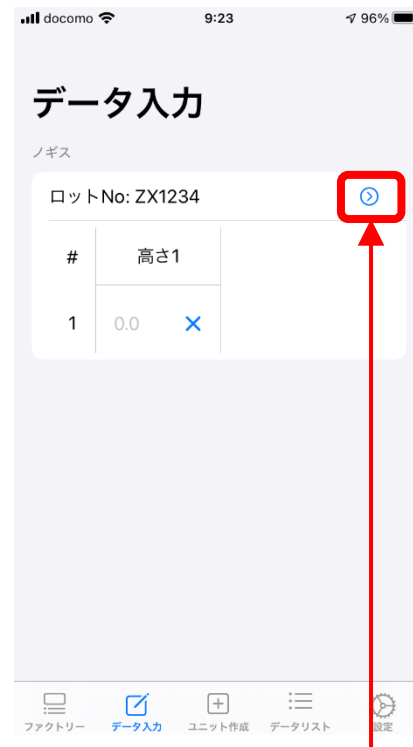 docomo 9:23 96%
データ入力
ノギス
ロットNo: ZX1234
# 高さ1
1 0.0 ×
ファクトリー データ入力 ユニット作成 データリスト 設定